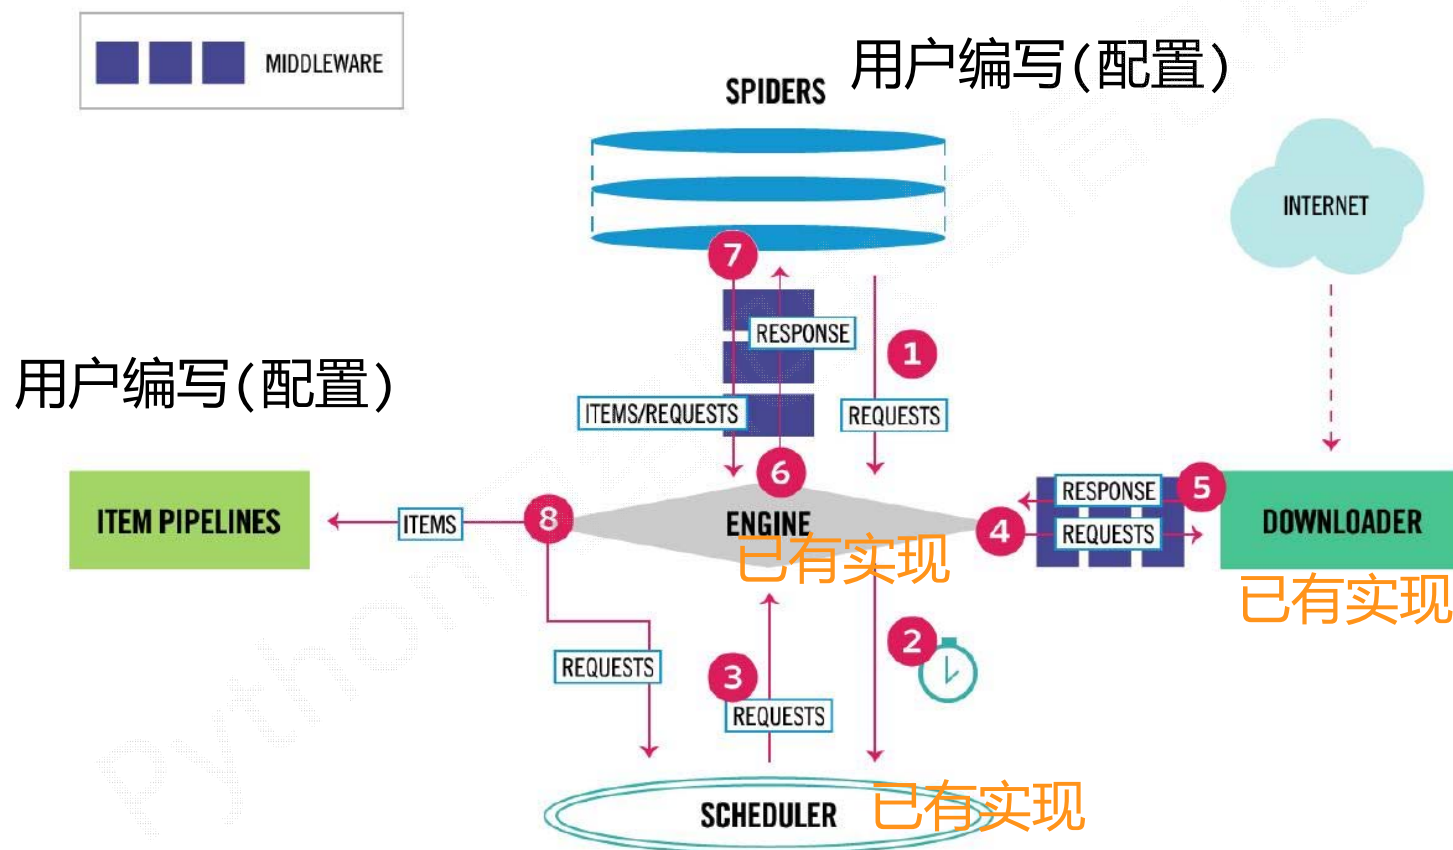 MIDDLEWARE
用户编写(配置)
SPIDERS
INTERNET
7
RESPONSE
1
用户编写(配置)
ITEMS/REQUESTS
REQUESTS
6
RESPONSE
5
ITEM PIPELINES
ITEMS
8
ENGINE
4
REQUESTS
DOWNLOADER
已有实现
已有实现
2
REQUESTS
3
REQUESTS
SCHEDULER
已有实现